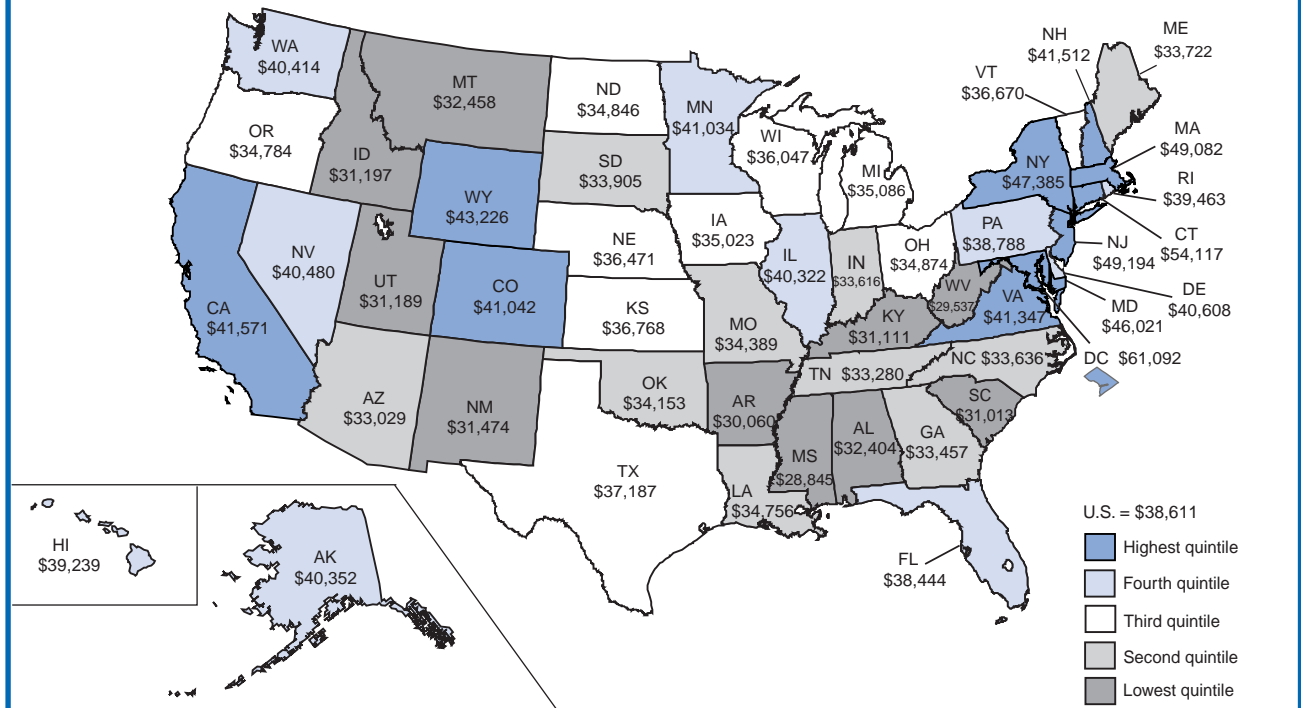 WA
$40,414
MT
$32,458
ND
$34,846
MN
$41,034
NH
$41,512
ME
$33,722
VT
$36,670
OR
$34,784
ID
$31,197
SD
$33,905
WI
$36,047
MI
$35,086
NY
$47,385
MA
$49,082
RI
$39,463
WY
$43,226
IA
$35,023
NE
$36,471
NV
$40,480
UT
$31,189
CO
$41,042
CA
$41,571
KS
$36,768
IL
$40,322
IN
$33,616
OH
$34,874
PA
$38,788
CT
$54,117
NJ
$49,194
DE
$40,608
MD
$46,021
WV
$29,537
VA
$41,347
DC $61,092
MO
$34,389
KY
$31,111
TN $33,280
NC $33,636
AZ
$33,029
NM
$31,474
OK
$34,153
AR
$30,060
SC
$31,013
MS
$28,845
AL
$32,404
GA
$33,457
TX
$37,187
LA
$34,756
FL
$38,444
HI
$39,239
AK
$40,352
U.S. = $38,611
Highest quintile
Fourth quintile
Third quintile
Second quintile
Lowest quintile